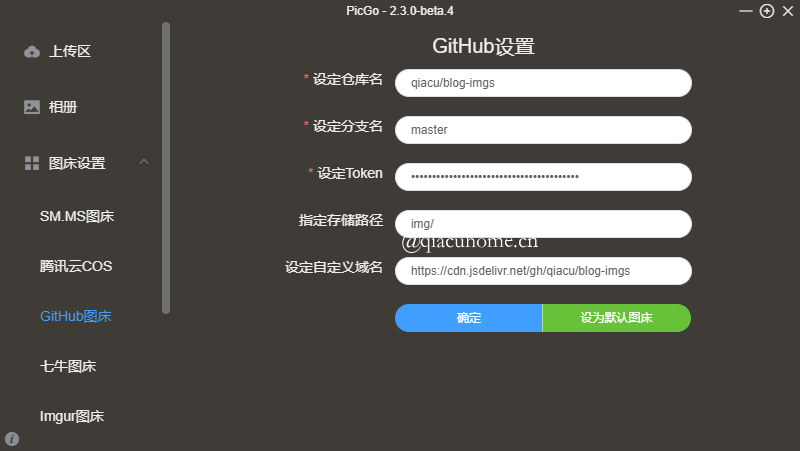 PicGo - 2.3.0-beta.4
上传区
相册
图床设置
SM.MS图床
腾讯云COS
GitHub图床
七牛图床
Imgur图床
GitHub设置
* 设定仓库名 qiacu/blog-imgs
* 设定分支名 master
* 设定Token ••••••••••••••••••••••••••••••••••••••••
指定存储路径 img/
@qiacuhome.cn
设定自定义域名 https://cdn.jsdelivr.net/gh/qiacu/blog-imgs
确定 设为默认图床